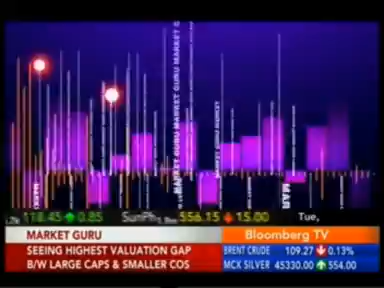 MARKET GURU MARKET GURU MARKET
118.45 0.85 SunPh 556.15 15.00 Tue,
MARKET GURU
Bloomberg TV
SEEING HIGHEST VALUATION GAP
B/W LARGE CAPS & SMALLER COS
BRENT CRUDE 109.27 0.13%
MCX SILVER 45330.00 554.00